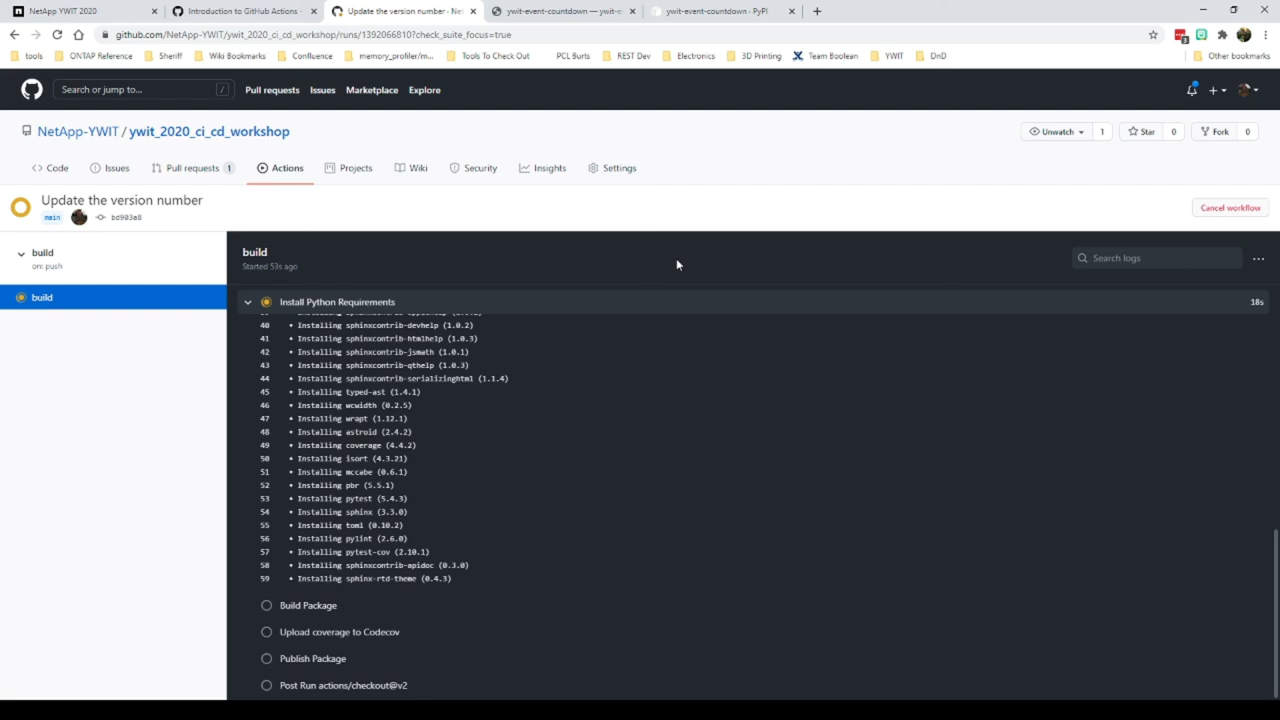 NetApp YWIT 2020
Introduction to GitHub Actions -
Update the version number · Ne
ywit-event-countdown — ywit-e
ywit-event-countdown · PyPI
github.com/NetApp-YWIT/ywit_2020_ci_cd_workshop/runs/1392066810?check_suite_focus=true
tools
ONTAP Reference
Sheriff
Wiki Bookmarks
Confluence
memory_profiler/m...
Tools To Check Out
PCL Burts
REST Dev
Electronics
3D Printing
Team Boolean
YWIT
DnD
Other bookmarks
Search or jump to...
/
Pull requests
Issues
Marketplace
Explore
NetApp-YWIT / ywit_2020_ci_cd_workshop
Unwatch
1
Star
0
Fork
0
Code
Issues
Pull requests 1
Actions
Projects
Wiki
Security
Insights
Settings
Update the version number
main
bd903a8
Cancel workflow
build
on: push
build
build
Started 53s ago
Search logs
Install Python Requirements
18s
40 • Installing sphinxcontrib-devhelp (1.0.2)
41 • Installing sphinxcontrib-htmlhelp (1.0.3)
42 • Installing sphinxcontrib-jsmath (1.0.1)
43 • Installing sphinxcontrib-qthelp (1.0.3)
44 • Installing sphinxcontrib-serializinghtml (1.1.4)
45 • Installing typed-ast (1.4.1)
46 • Installing wcwidth (0.2.5)
47 • Installing wrapt (1.12.1)
48 • Installing astroid (2.4.2)
49 • Installing coverage (4.4.2)
50 • Installing isort (4.3.21)
51 • Installing mccabe (0.6.1)
52 • Installing pbr (5.5.1)
53 • Installing pytest (5.4.3)
54 • Installing sphinx (3.3.0)
55 • Installing toml (0.10.2)
56 • Installing pylint (2.6.0)
57 • Installing pytest-cov (2.10.1)
58 • Installing sphinxcontrib-apidoc (0.3.0)
59 • Installing sphinx-rtd-theme (0.4.3)
Build Package
Upload coverage to Codecov
Publish Package
Post Run actions/checkout@v2